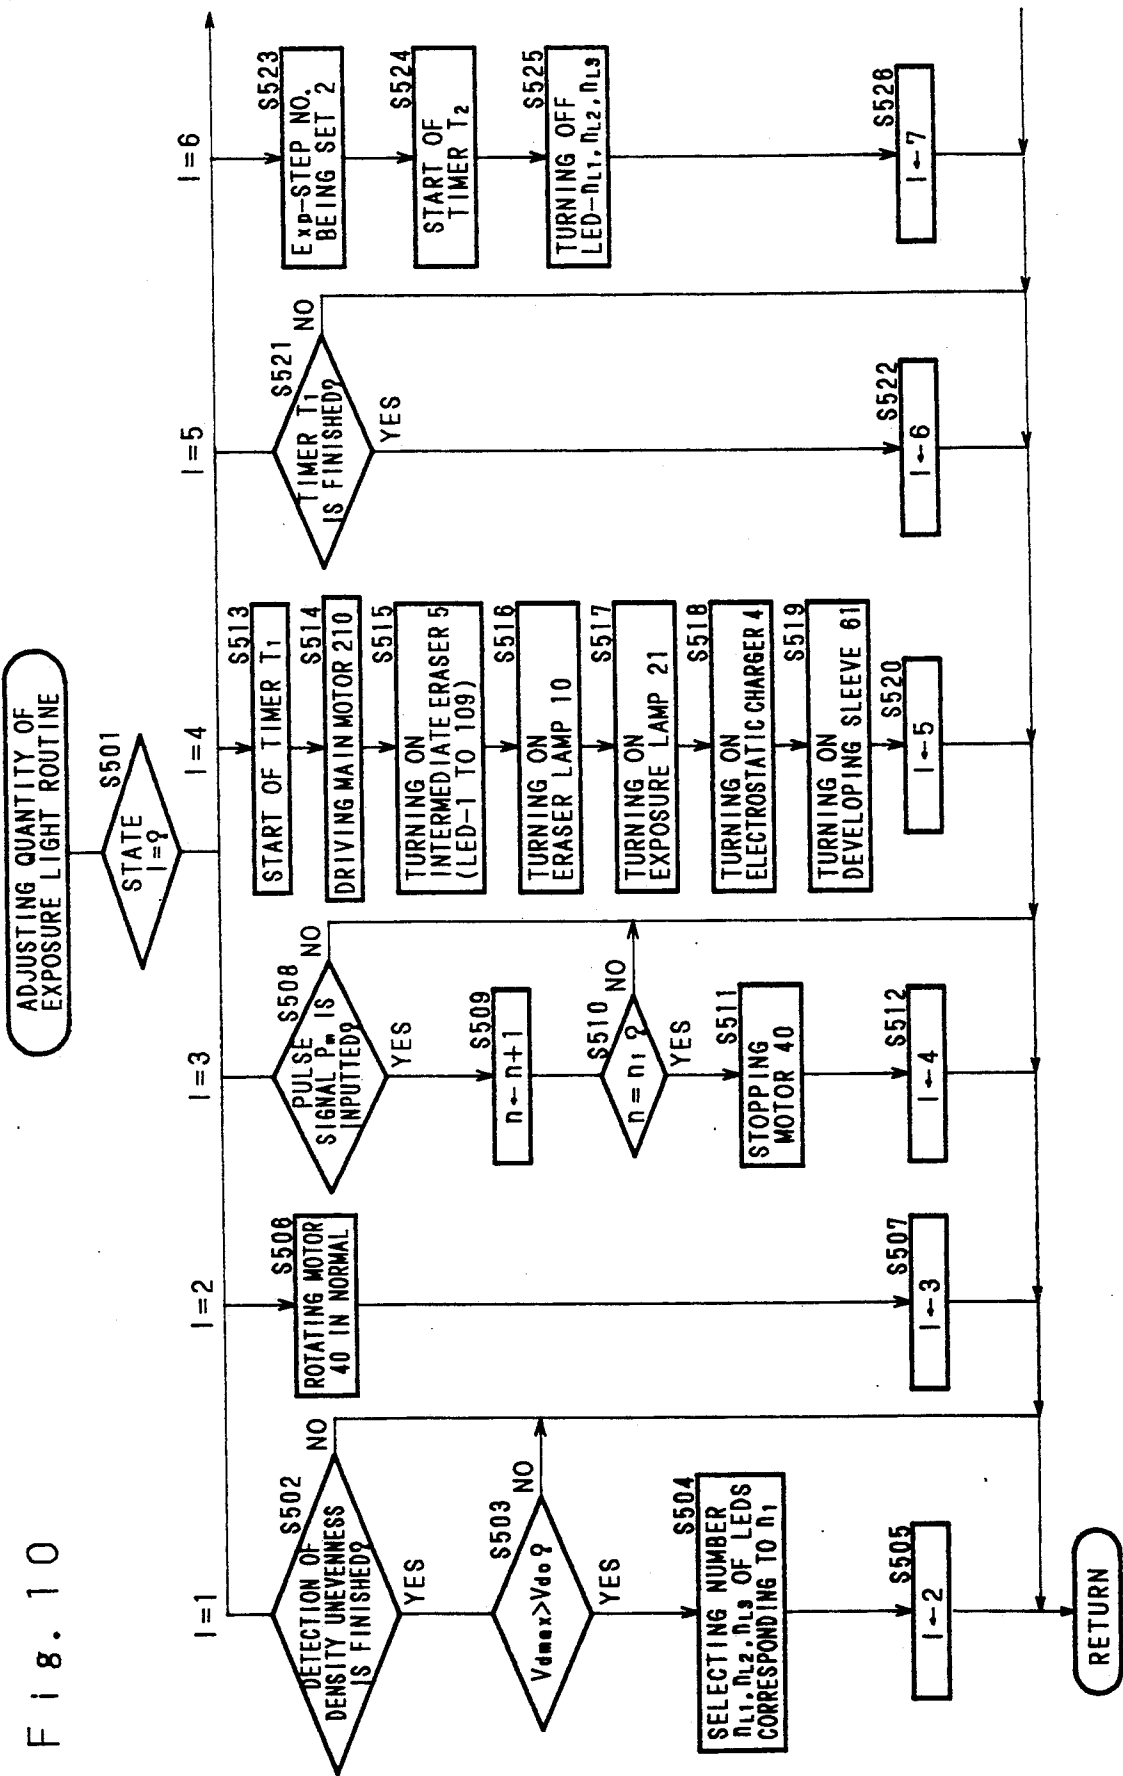 Fig. 10
ADJUSTING QUANTITY OF
EXPOSURE LIGHT ROUTINE
S501
STATE
I=?
I=1
S502
DETECTION OF
DENSITY UNEVENNESS
IS FINISHED?
NO
YES
S503
Vdmax>Vdo?
NO
YES
S504
SELECTING NUMBER
nL1, nL2, nL3 OF LEDS
CORRESPONDING TO n1
S505
I←2
RETURN
I=2
S506
ROTATING MOTOR
40 IN NORMAL
S507
I←3
I=3
S508
PULSE
SIGNAL Pm IS
INPUTTED?
NO
YES
S509
n←n+1
S510
n=n1?
NO
YES
S511
STOPPING
MOTOR 40
S512
I←4
I=4
S513
START OF TIMER T1
S514
DRIVING MAIN MOTOR 210
S515
TURNING ON
INTERMEDIATE ERASER 5
(LED-1 TO 109)
S516
TURNING ON
ERASER LAMP 10
S517
TURNING ON
EXPOSURE LAMP 21
S518
TURNING ON
ELECTROSTATIC CHARGER 4
S519
TURNING ON
DEVELOPING SLEEVE 61
S520
I←5
I=5
S521
TIMER T1
IS FINISHED?
NO
YES
S522
I←6
I=6
S523
Exp-STEP NO.
BEING SET 2
S524
START OF
TIMER T2
S525
TURNING OFF
LED-nL1, nL2, nL3
S526
I←7